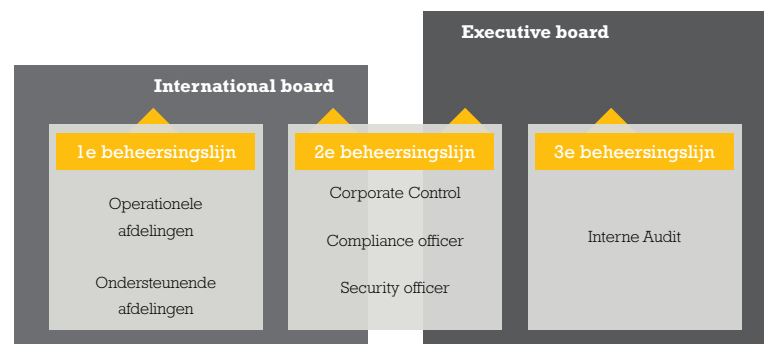 Executive board
International board
1e beheersingslijn
Operationele
afdelingen
Ondersteunende
afdelingen
2e beheersingslijn
Corporate Control
Compliance officer
Security officer
3e beheersingslijn
Interne Audit